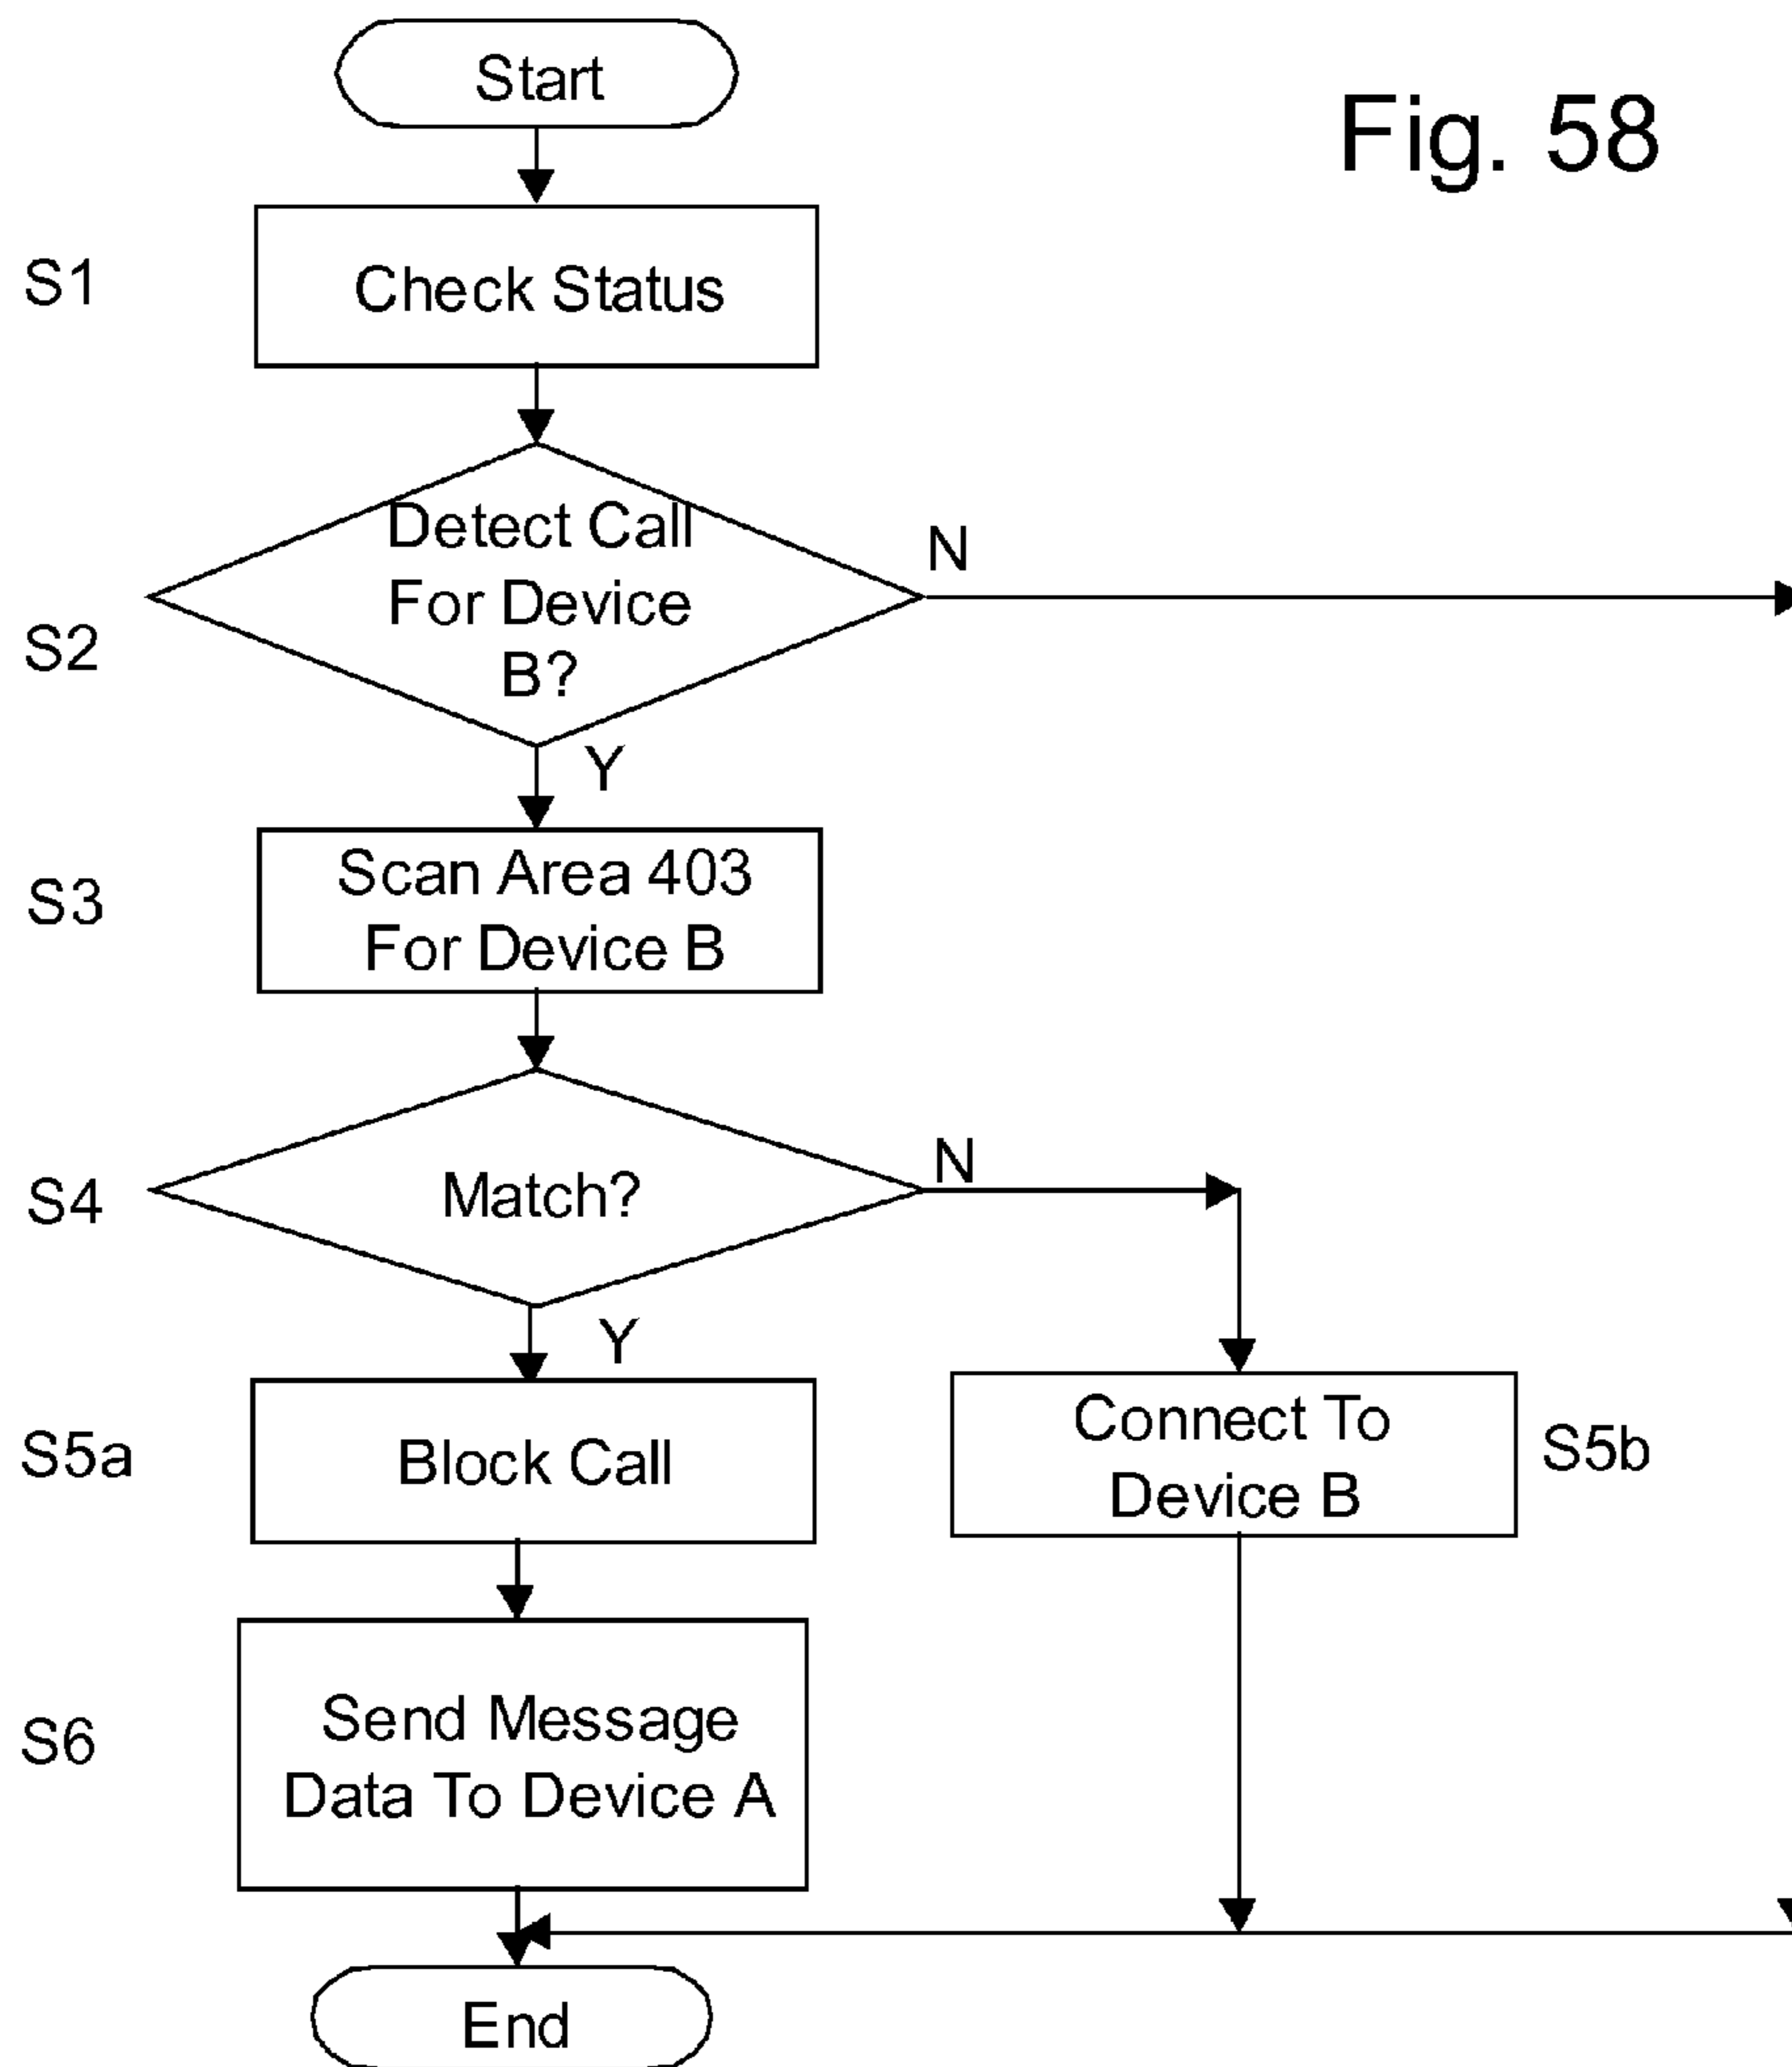 Start
Fig. 58
S1
Check Status
Detect Call
For Device
B?
N
S2
Y
S3
Scan Area 403
For Device B
S4
Match?
N
Y
S5a
Block Call
Connect To
Device B
S5b
S6
Send Message
Data To Device A
End